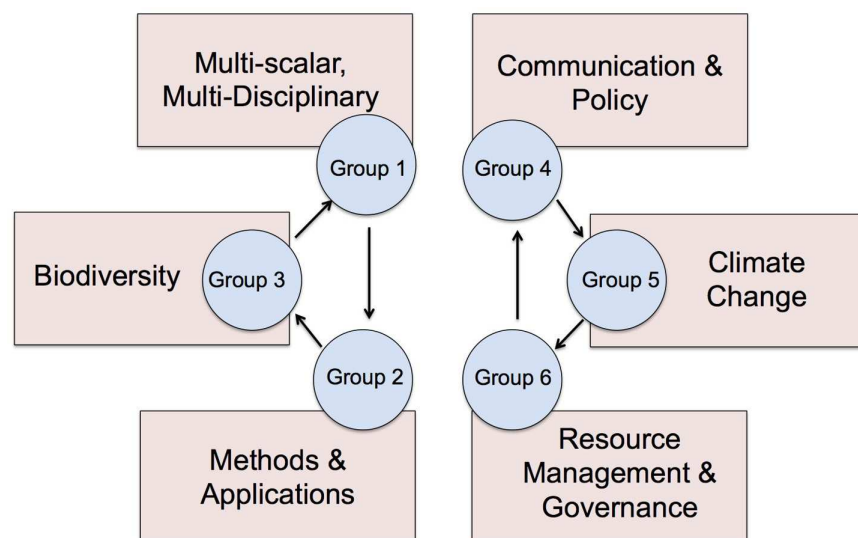 Multi-scalar,
Multi-Disciplinary
Group 1
Communication &
Policy
Group 4
Biodiversity
Group 3
Group 5
Climate
Change
Group 2
Methods &
Applications
Group 6
Resource
Management &
Governance